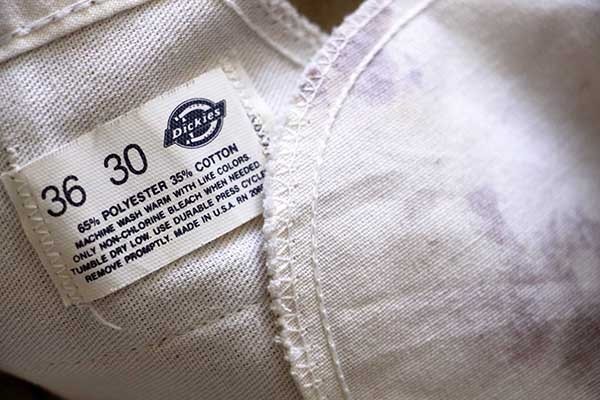 Dickies
36 30
65% POLYESTER 35% COTTON
MACHINE WASH WARM WITH LIKE COLORS.
ONLY NON-CHLORINE BLEACH WHEN NEEDED.
TUMBLE DRY LOW. USE DURABLE PRESS CYCLE
REMOVE PROMPTLY. MADE IN U.S.A. RN